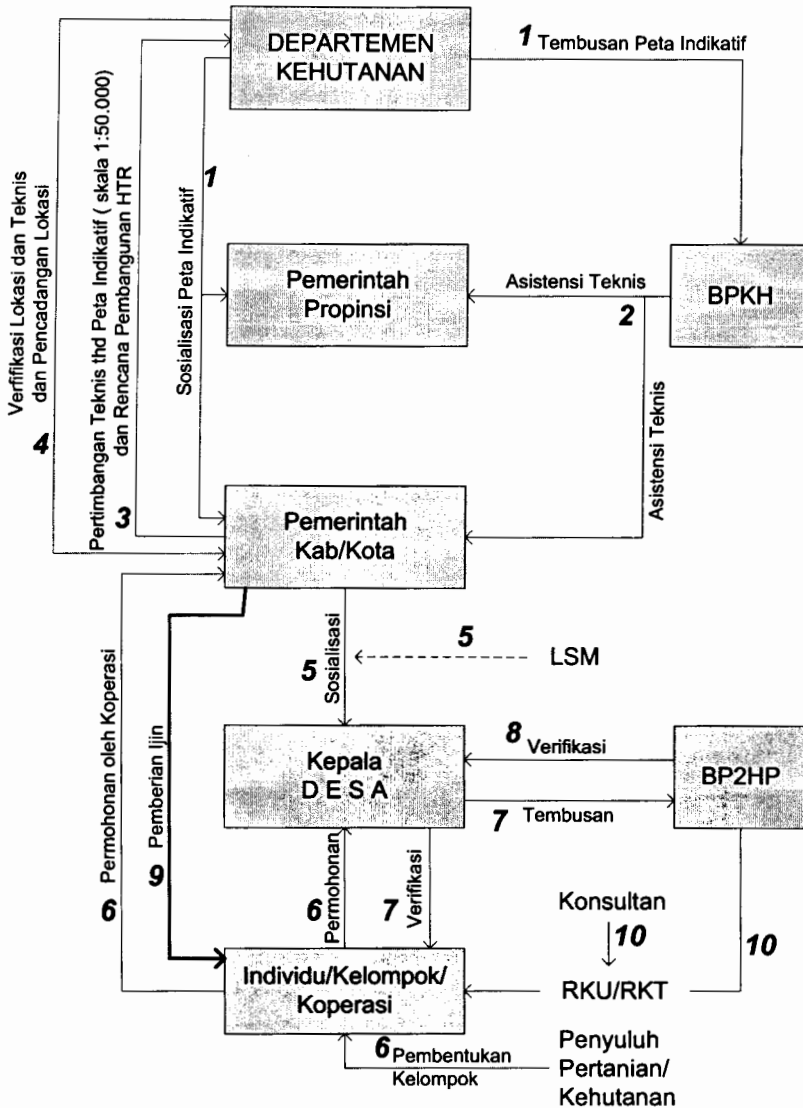 DEPARTEMEN
KEHUTANAN
1 Tembusan Peta Indikatif
Verfifikasi Lokasi dan Teknis
dan Pencadangan Lokasi
4
Pertimbangan Teknis thd Peta Indikatif ( skala 1:50.000)
dan Rencana Pembangunan HTR
3
1
Sosialisasi Peta Indikatif
Pemerintah
Propinsi
Asistensi Teknis
2
BPKH
Asistensi Teknis
Pemerintah
Kab/Kota
Sosialisasi
5
5
LSM
Kepala
D E S A
8 Verifikasi
7 Tembusan
BP2HP
Permohonan oleh Koperasi
6
Pemberian Ijin
9
Permohonan
6
Verifikasi
7
Konsultan
10
10
RKU/RKT
Individu/Kelompok/
Koperasi
6 Pembentukan
Kelompok
Penyuluh
Pertanian/
Kehutanan